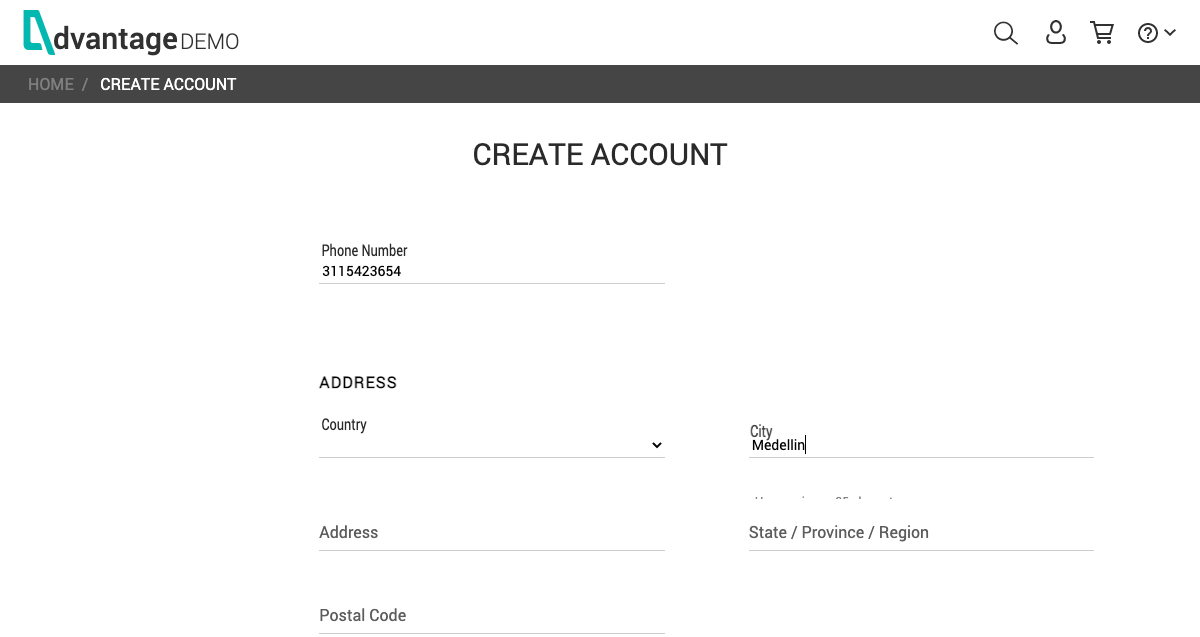 dvantage DEMO
HOME / CREATE ACCOUNT
CREATE ACCOUNT
Phone Number
3115423654
ADDRESS
Country
City
Medellin
Address
State / Province / Region
Postal Code